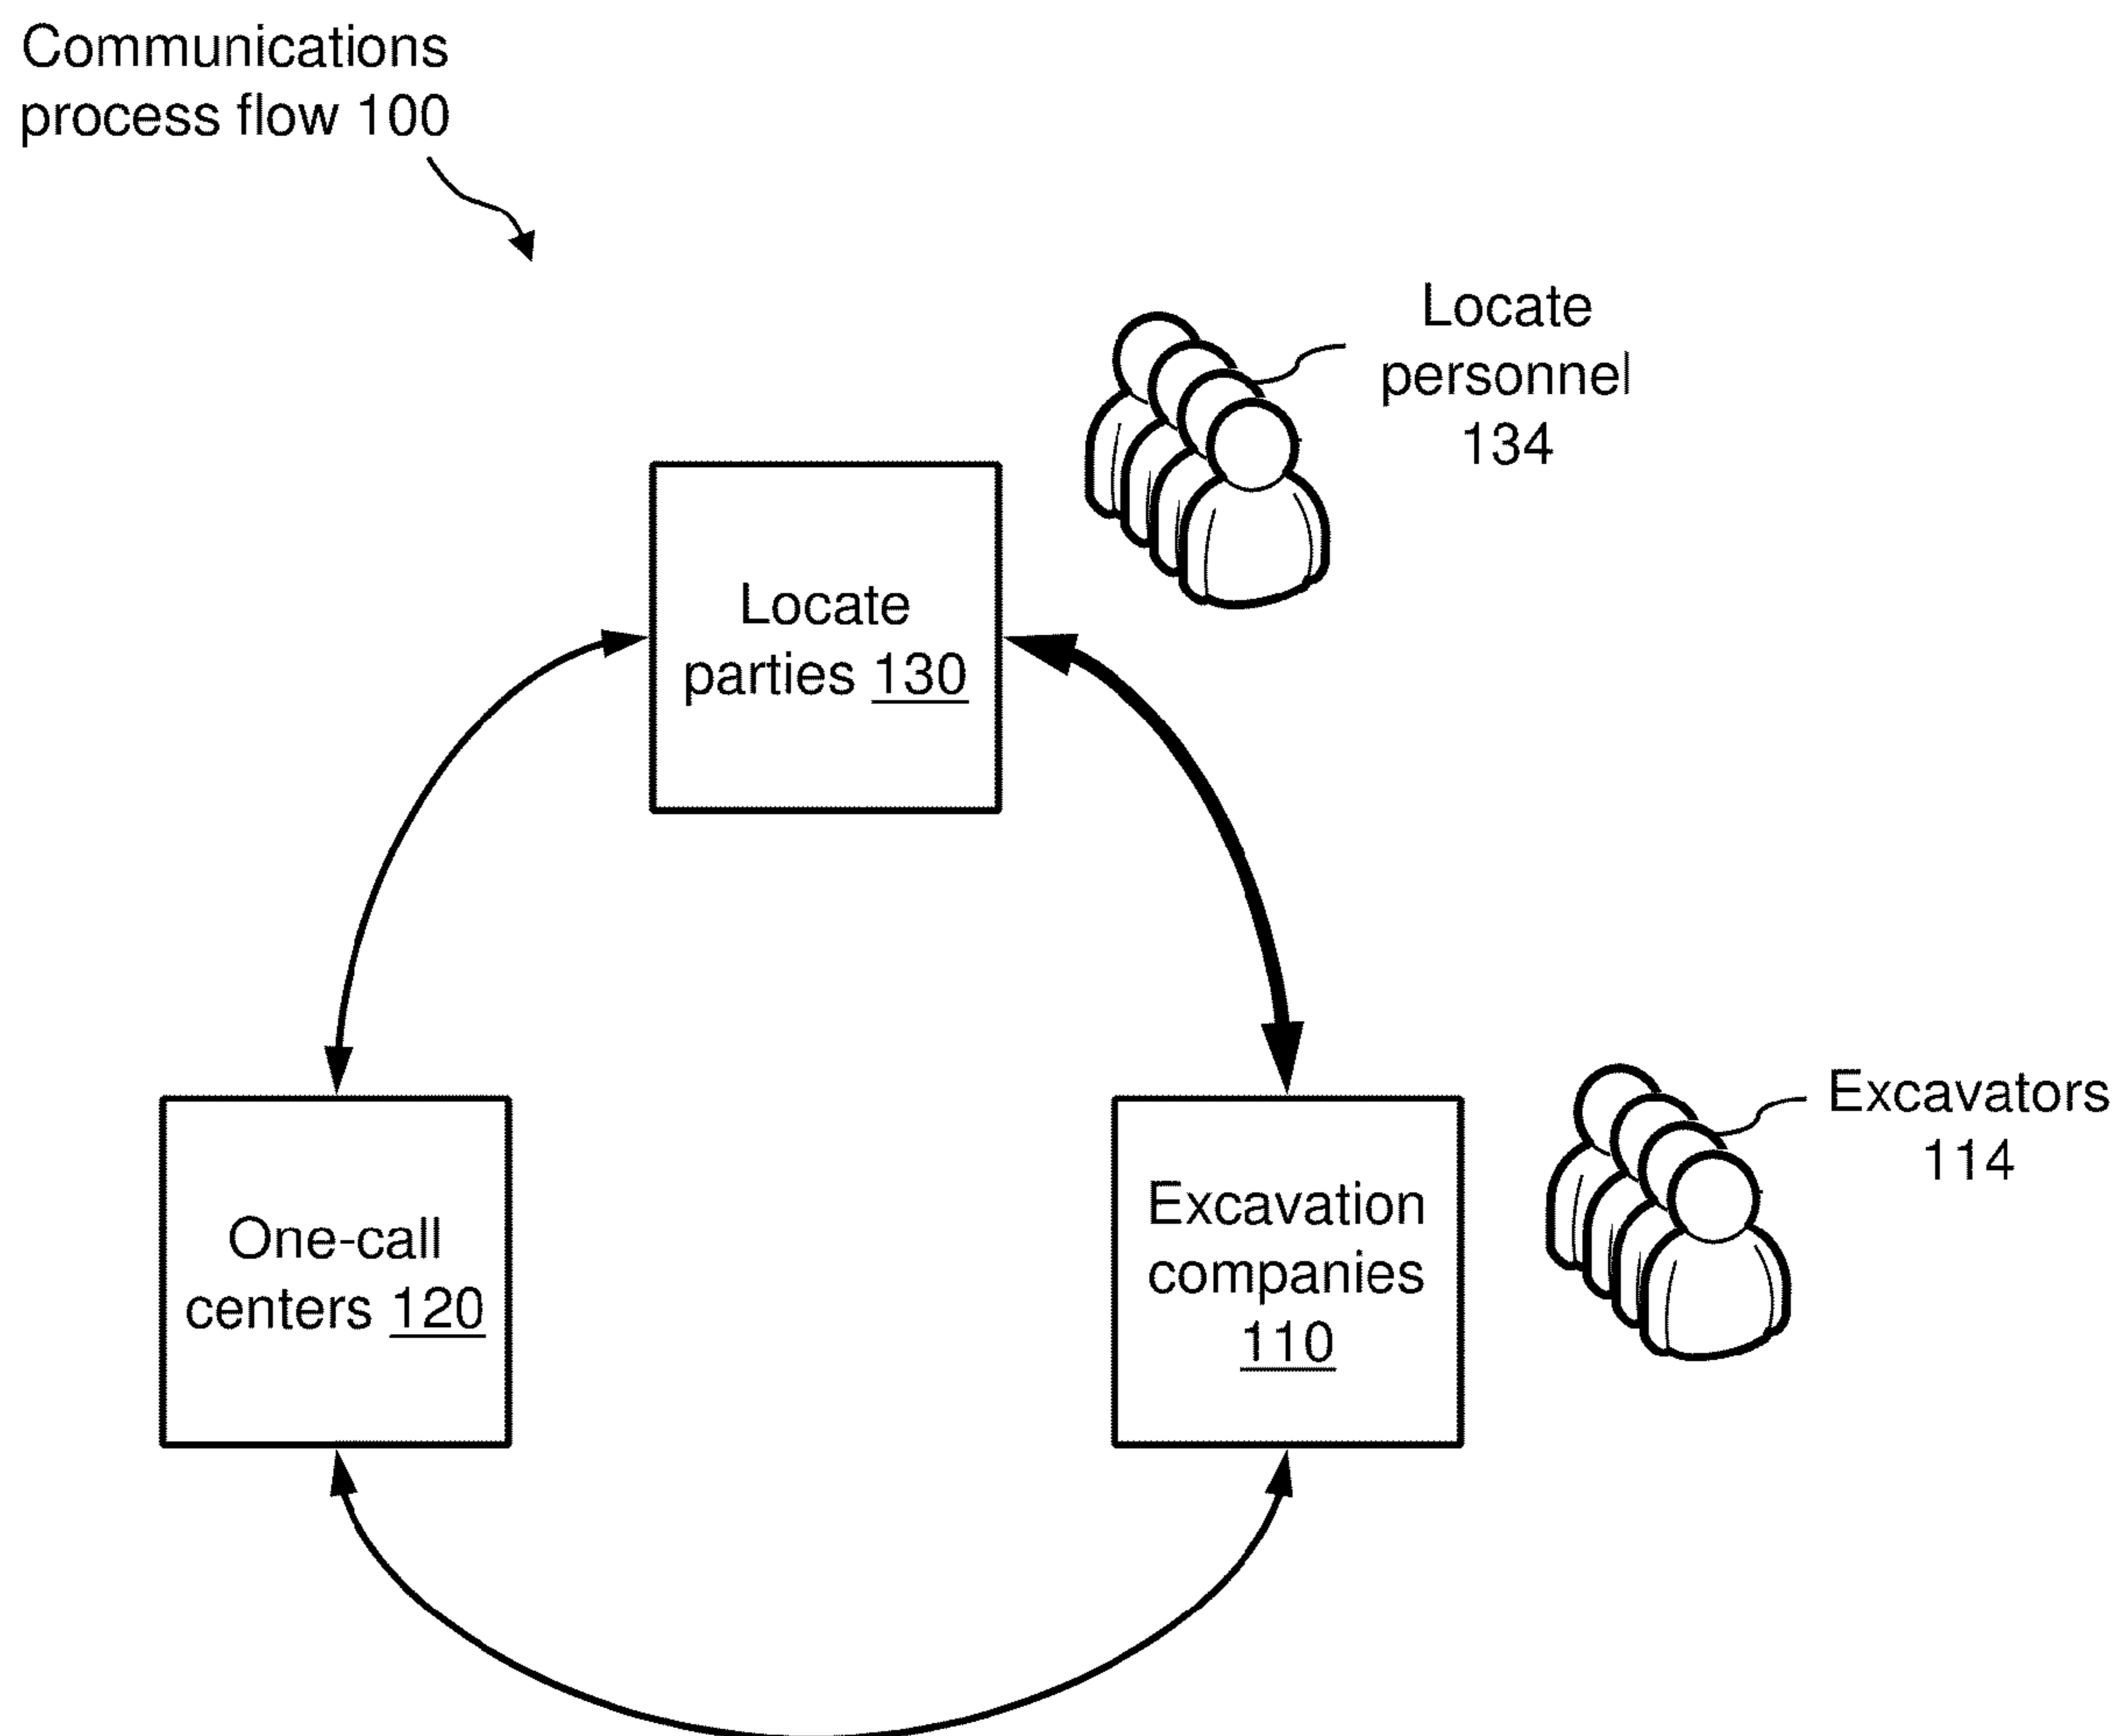 Communications
process flow 100
Locate
personnel
134
Locate
parties 130
Excavators
114
One-call
centers 120
Excavation
companies
110